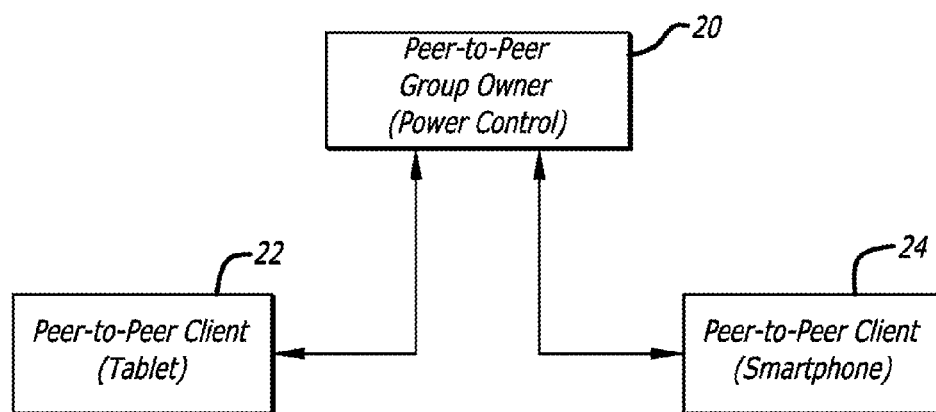 20
Peer-to-Peer
Group Owner
(Power Control)
22
24
Peer-to-Peer Client
(Tablet)
Peer-to-Peer Client
(Smartphone)